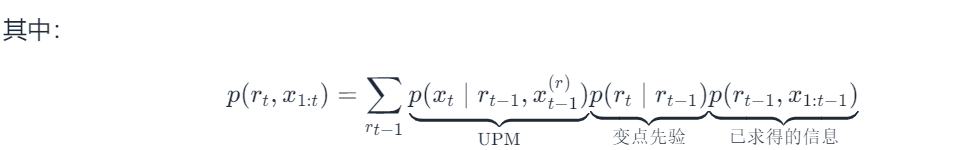 其中：
p(r_t, x_{1:t}) = \sum_{r_{t-1}} \underbrace{p(x_t \mid r_{t-1}, x_{t-1}^{(r)})}_{\text{UPM}} \underbrace{p(r_t \mid r_{t-1})}_{\text{变点先验}} \underbrace{p(r_{t-1}, x_{1:t-1})}_{\text{已求得的信息}}